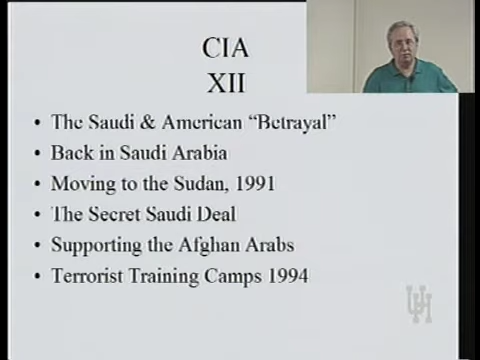 CIA
XII
• The Saudi & American “Betrayal”
• Back in Saudi Arabia
• Moving to the Sudan, 1991
• The Secret Saudi Deal
• Supporting the Afghan Arabs
• Terrorist Training Camps 1994
UH